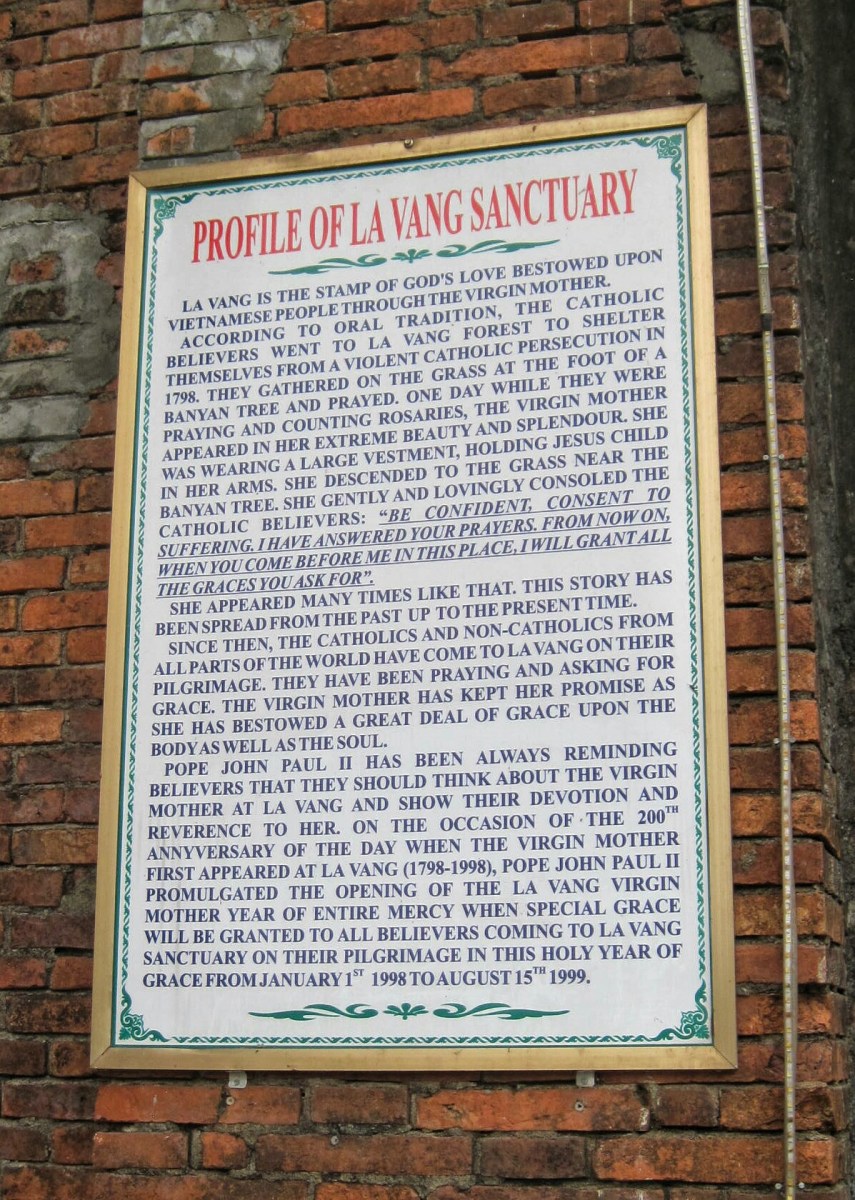 PROFILE OF LA VANG SANCTUARY
LA VANG IS THE STAMP OF GOD'S LOVE BESTOWED UPON
VIETNAMESE PEOPLE THROUGH THE VIRGIN MOTHER.
ACCORDING TO ORAL TRADITION, THE CATHOLIC
BELIEVERS WENT TO LA VANG FOREST TO SHELTER
THEMSELVES FROM A VIOLENT CATHOLIC PERSECUTION IN
1798. THEY GATHERED ON THE GRASS AT THE FOOT OF A
BANYAN TREE AND PRAYED. ONE DAY WHILE THEY WERE
PRAYING AND COUNTING ROSARIES, THE VIRGIN MOTHER
APPEARED IN HER EXTREME BEAUTY AND SPLENDOUR. SHE
WAS WEARING A LARGE VESTMENT, HOLDING JESUS CHILD
IN HER ARMS. SHE DESCENDED TO THE GRASS NEAR THE
BANYAN TREE. SHE GENTLY AND LOVINGLY CONSOLED THE
CATHOLIC BELIEVERS: “BE CONFIDENT, CONSENT TO
SUFFERING. I HAVE ANSWERED YOUR PRAYERS. FROM NOW ON,
WHEN YOU COME BEFORE ME IN THIS PLACE, I WILL GRANT ALL
THE GRACES YOU ASK FOR”.
SHE APPEARED MANY TIMES LIKE THAT. THIS STORY HAS
BEEN SPREAD FROM THE PAST UP TO THE PRESENT TIME.
SINCE THEN, THE CATHOLICS AND NON-CATHOLICS FROM
ALL PARTS OF THE WORLD HAVE COME TO LA VANG ON THEIR
PILGRIMAGE. THEY HAVE BEEN PRAYING AND ASKING FOR
GRACE. THE VIRGIN MOTHER HAS KEPT HER PROMISE AS
SHE HAS BESTOWED A GREAT DEAL OF GRACE UPON THE
BODY AS WELL AS THE SOUL.
POPE JOHN PAUL II HAS BEEN ALWAYS REMINDING
BELIEVERS THAT THEY SHOULD THINK ABOUT THE VIRGIN
MOTHER AT LA VANG AND SHOW THEIR DEVOTION AND
REVERENCE TO HER. ON THE OCCASION OF THE 200TH
ANNYVERSARY OF THE DAY WHEN THE VIRGIN MOTHER
FIRST APPEARED AT LA VANG (1798-1998), POPE JOHN PAUL II
PROMULGATED THE OPENING OF THE LA VANG VIRGIN
MOTHER YEAR OF ENTIRE MERCY WHEN SPECIAL GRACE
WILL BE GRANTED TO ALL BELIEVERS COMING TO LA VANG
SANCTUARY ON THEIR PILGRIMAGE IN THIS HOLY YEAR OF
GRACE FROM JANUARY 1ST 1998 TO AUGUST 15TH 1999.